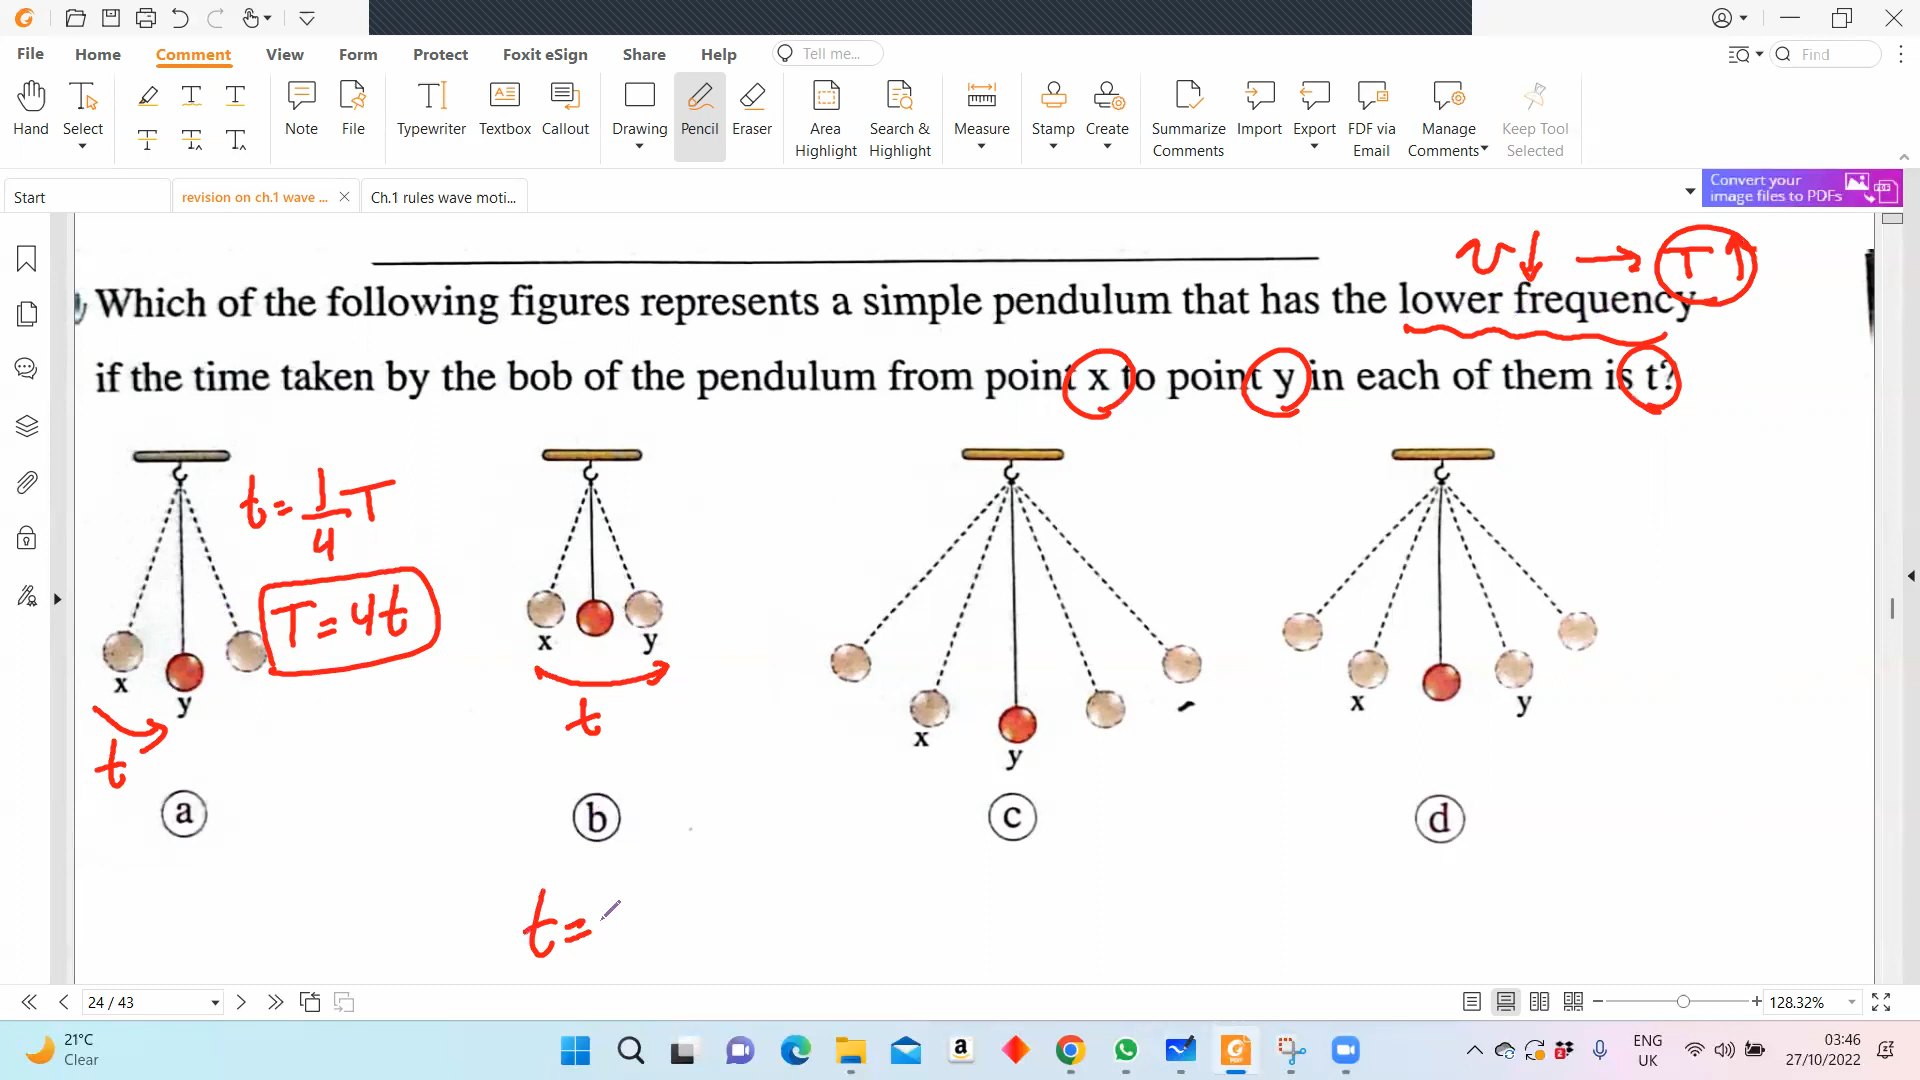 File Home Comment View Form Protect Foxit eSign Share Help Tell me... Find
Hand Select Note File Typewriter Textbox Callout Drawing Pencil Eraser Area Highlight Search & Highlight Measure Stamp Create Summarize Comments Import Export FDF via Email Manage Comments Keep Tool Selected
Start revision on ch.1 wave ... Ch.1 rules wave moti...
Convert your
image files to PDFs
ν↓ → T↑
Which of the following figures represents a simple pendulum that has the lower frequency
if the time taken by the bob of the pendulum from point x to point y in each of them is t?
t = 1/4 T
T = 4t
x y
t
a
x y
t
b
x
y
c
x y
d
t =
24 / 43
128.32%
21°C
Clear
ENG
UK
03:46
27/10/2022